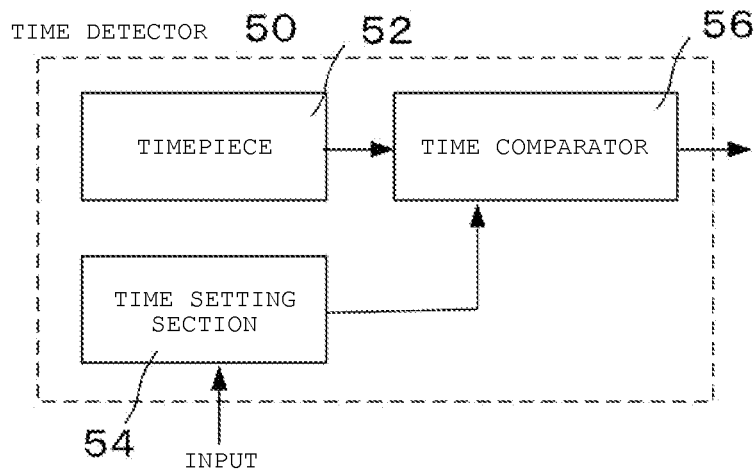 TIME DETECTOR 50
52
56
TIMEPIECE
TIME COMPARATOR
TIME SETTING
SECTION
54
INPUT